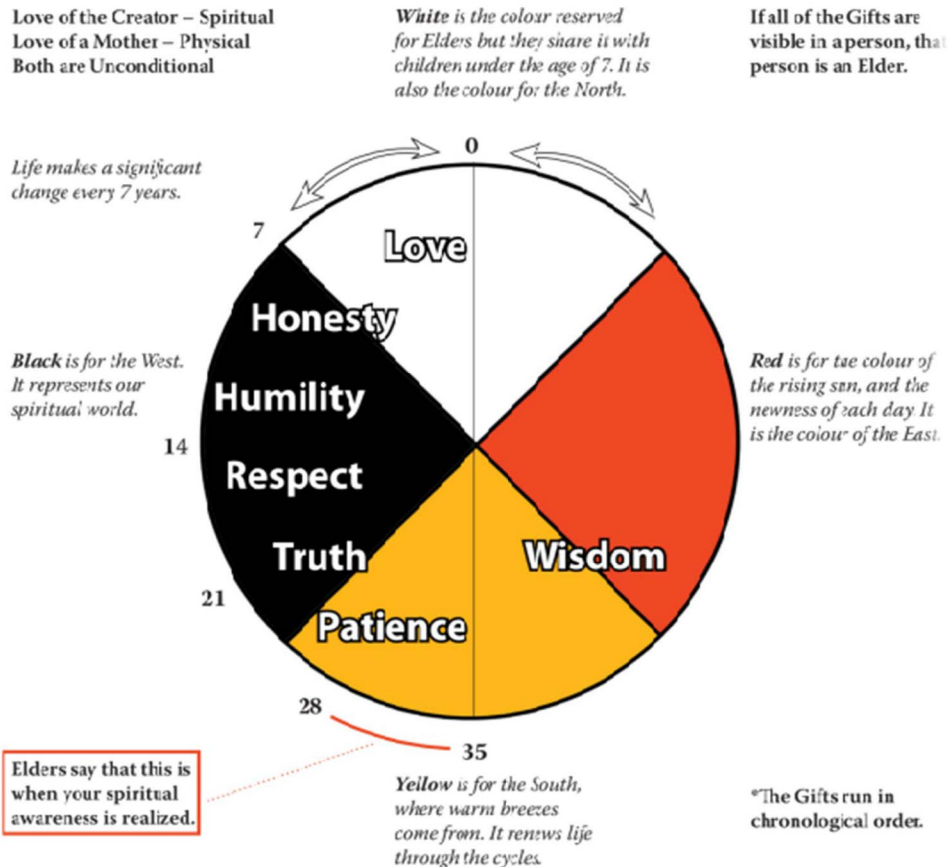 Love of the Creator – Spiritual
Love of a Mother – Physical
Both are Unconditional
White is the colour reserved
for Elders but they share it with
children under the age of 7. It is
also the colour for the North.
If all of the Gifts are
visible in a person, that
person is an Elder.
Life makes a significant
change every 7 years.
0
7
Love
Honesty
Black is for the West.
It represents our
spiritual world.
Humility
Red is for the colour of
the rising sun, and the
newness of each day. It
is the colour of the East.
14
Respect
Truth
Wisdom
21
Patience
28
35
Elders say that this is
when your spiritual
awareness is realized.
Yellow is for the South,
where warm breezes
come from. It renews life
through the cycles.
*The Gifts run in
chronological order.